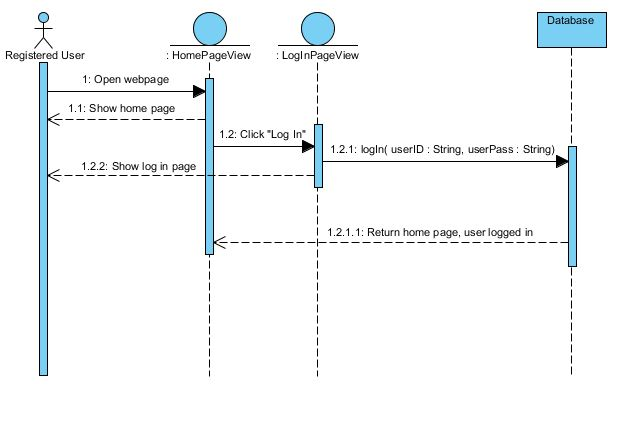 Database
Registered User
: HomePageView
: LogInPageView
1: Open webpage
1.1: Show home page
1.2: Click "Log In"
1.2.1: logIn( userID : String, userPass : String)
1.2.2: Show log in page
1.2.1.1: Return home page, user logged in